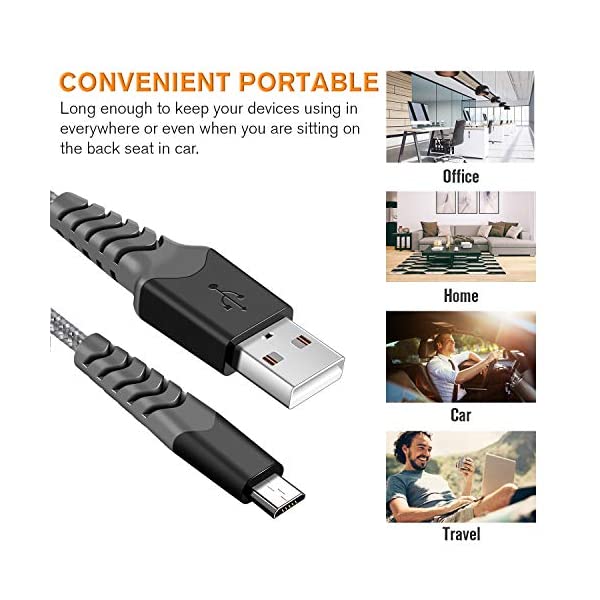 CONVENIENT PORTABLE
Long enough to keep your devices using in
everywhere or even when you are sitting on
the back seat in car.
Office
Home
Car
Travel